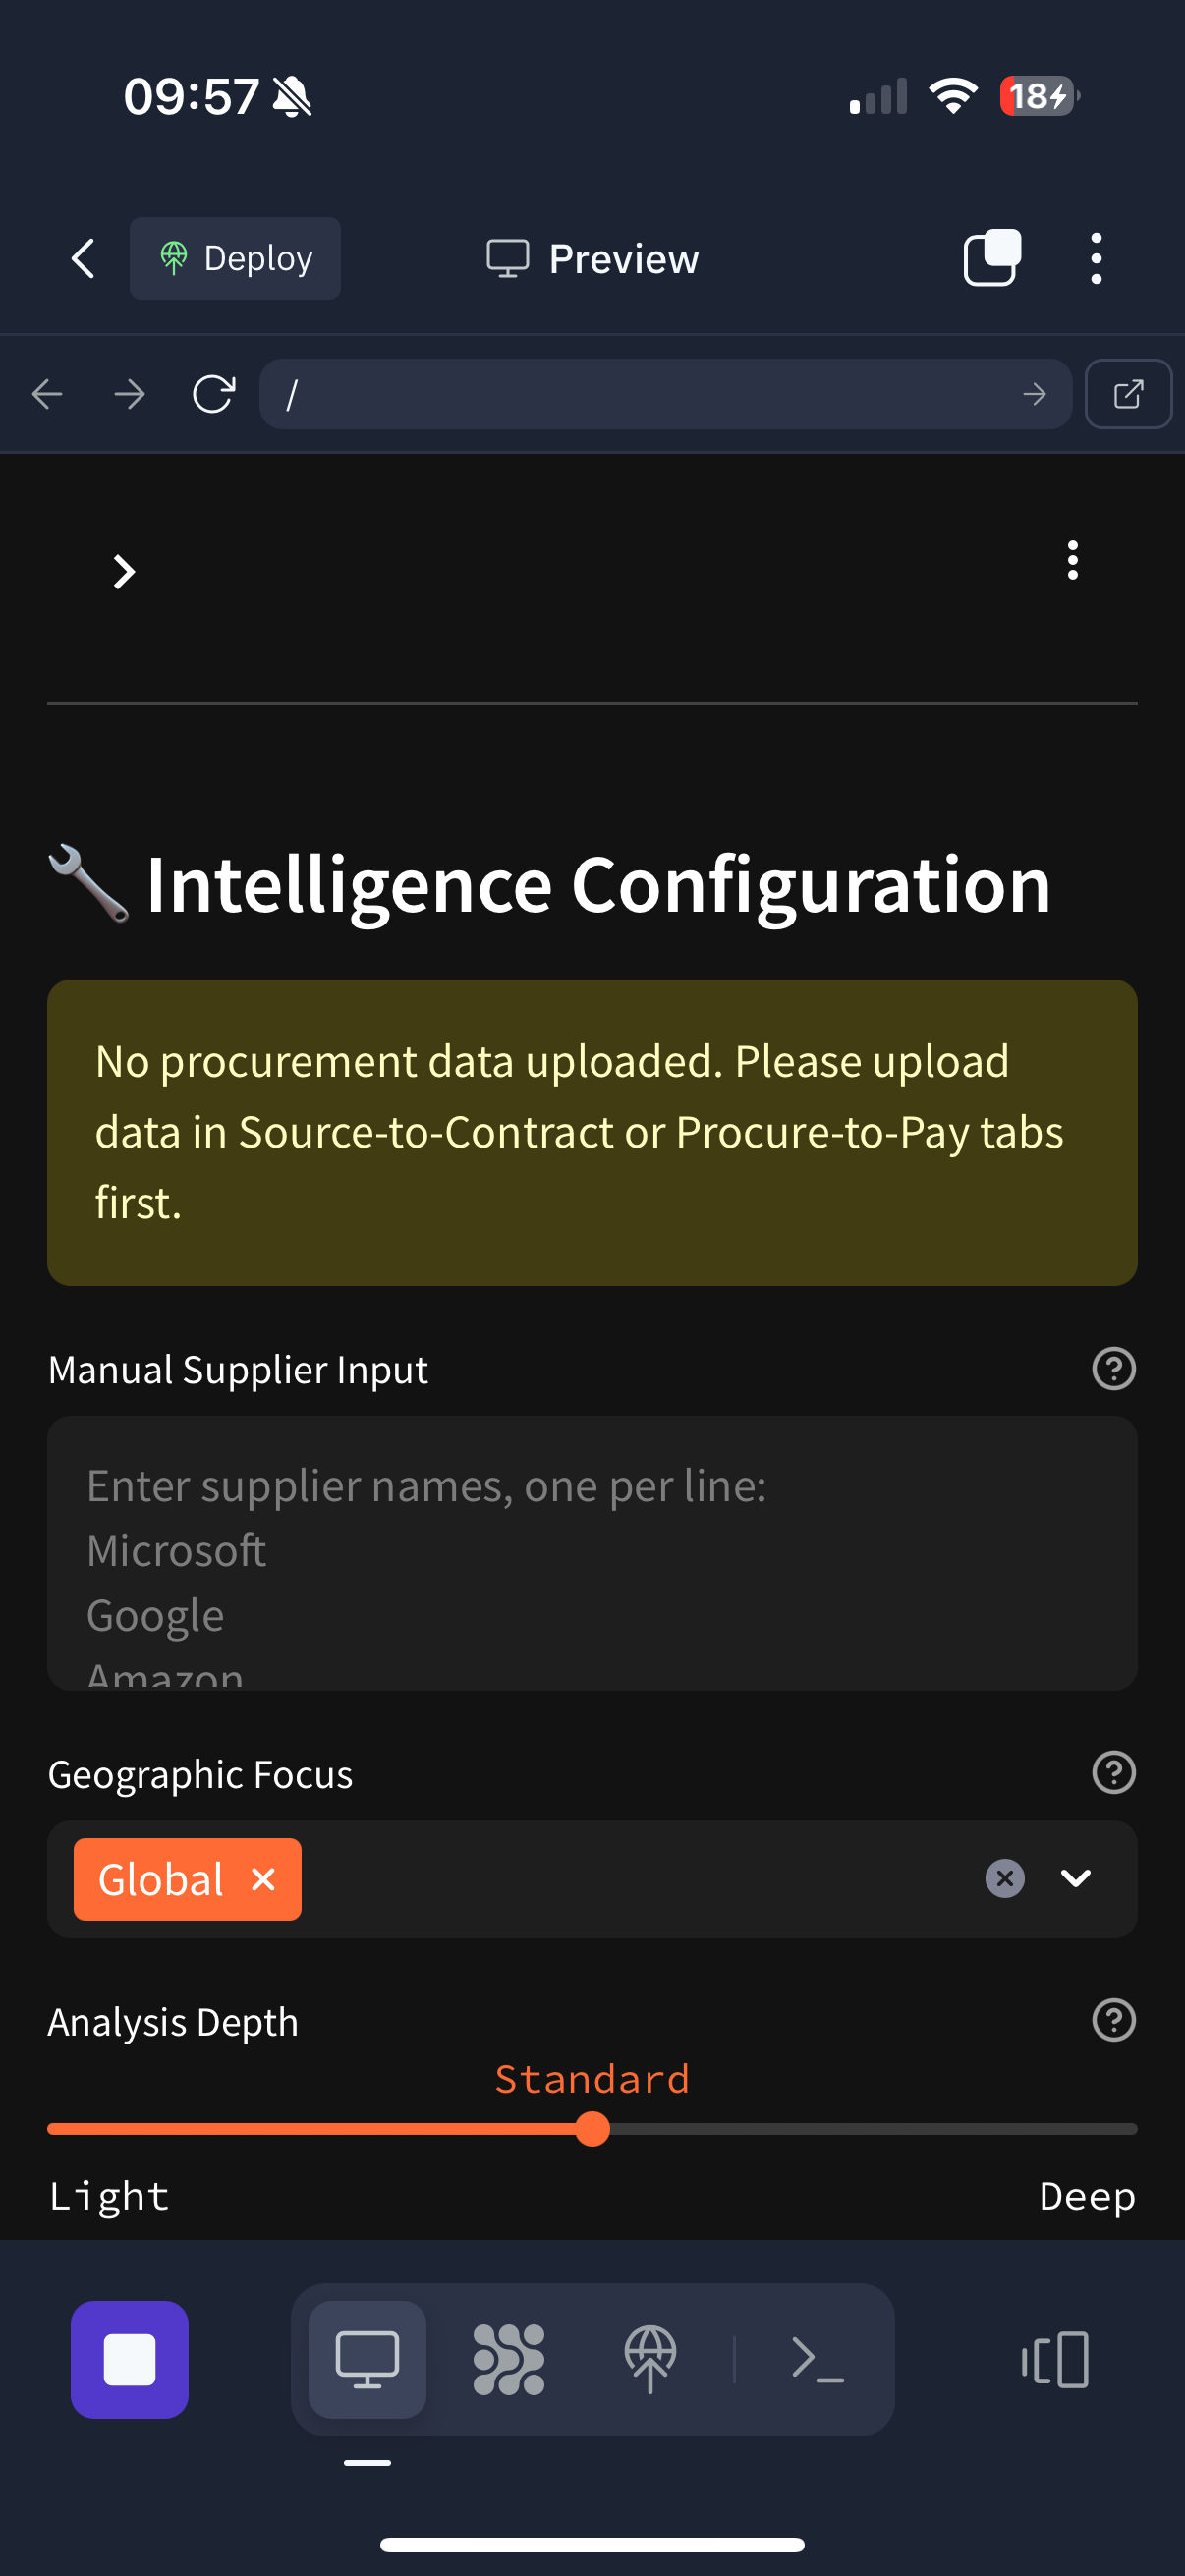 09:57
18
Deploy
Preview
/
Intelligence Configuration
No procurement data uploaded. Please upload
data in Source-to-Contract or Procure-to-Pay tabs
first.
Manual Supplier Input
Enter supplier names, one per line:
Microsoft
Google
Amazon
Geographic Focus
Global
Analysis Depth
Standard
Light
Deep